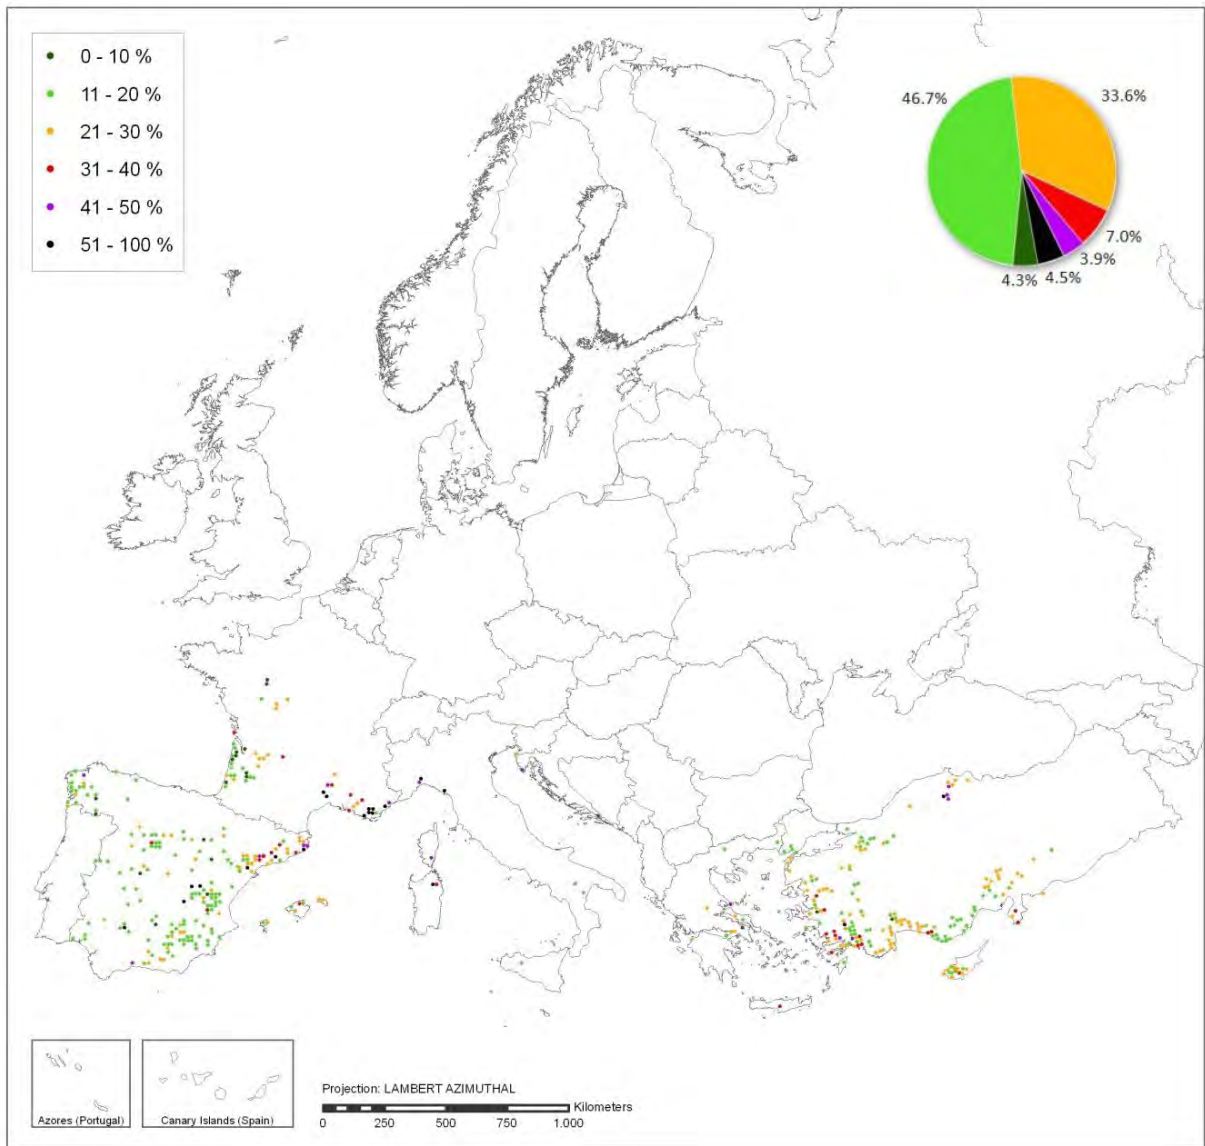 0 - 10 %
11 - 20 %
21 - 30 %
31 - 40 %
41 - 50 %
51 - 100 %
46.7%
33.6%
7.0%
3.9%
4.5%
4.3%
Azores (Portugal)
Canary Islands (Spain)
Projection: LAMBERT AZIMUTHAL
Kilometers
0 250 500 750 1.000